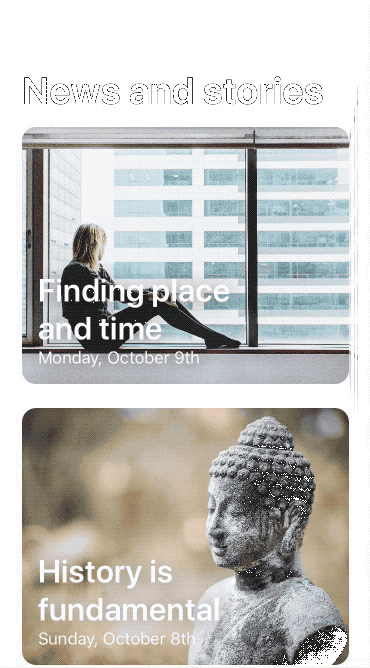 News and stories
Finding place
and time
Monday, October 9th
History is
fundamental
Sunday, October 8th